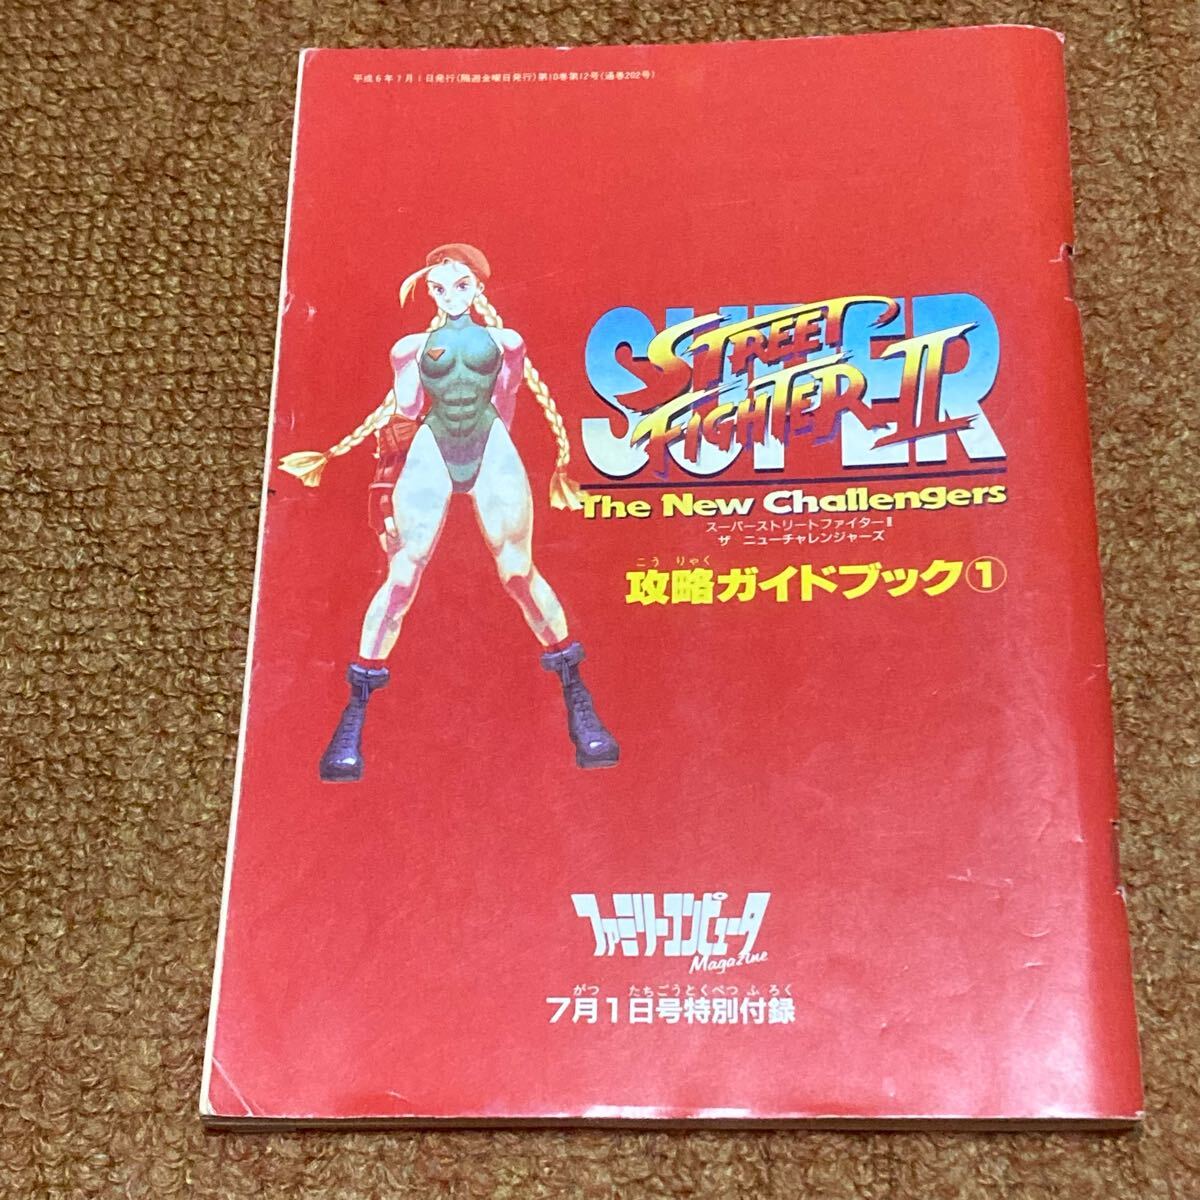 平成6年7月1日発行(隔週金曜日発行)第10巻第12号(通巻202号)
SUPER
STREET
FIGHTER II
The New Challengers
スーパーストリートファイターII
ザ ニューチャレンジャーズ
こうりゃく
攻略ガイドブック①
ファミリーコンピュータ
Magazine
がつ たちごうとくべつふろく
7月1日号特別付録